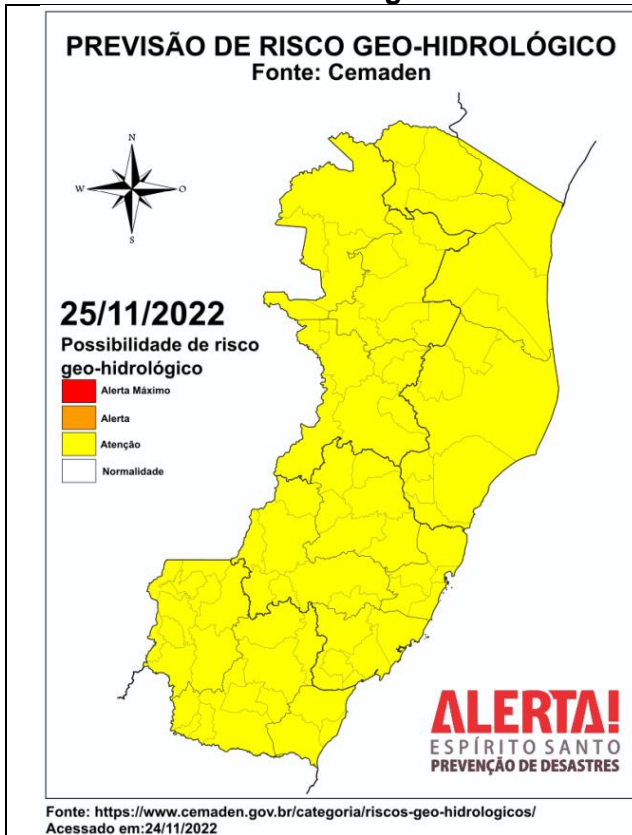 PREVISÃO DE RISCO GEO-HIDROLÓGICO
Fonte: Cemaden
N
W O
S
25/11/2022
Possibilidade de risco
geo-hidrológico
Alerta Máximo
Alerta
Atenção
Normalidade
ALERTA!
ESPÍRITO SANTO
PREVENÇÃO DE DESASTRES
Fonte: https://www.cemaden.gov.br/categoria/riscos-geo-hidrologicos/
Acessado em:24/11/2022